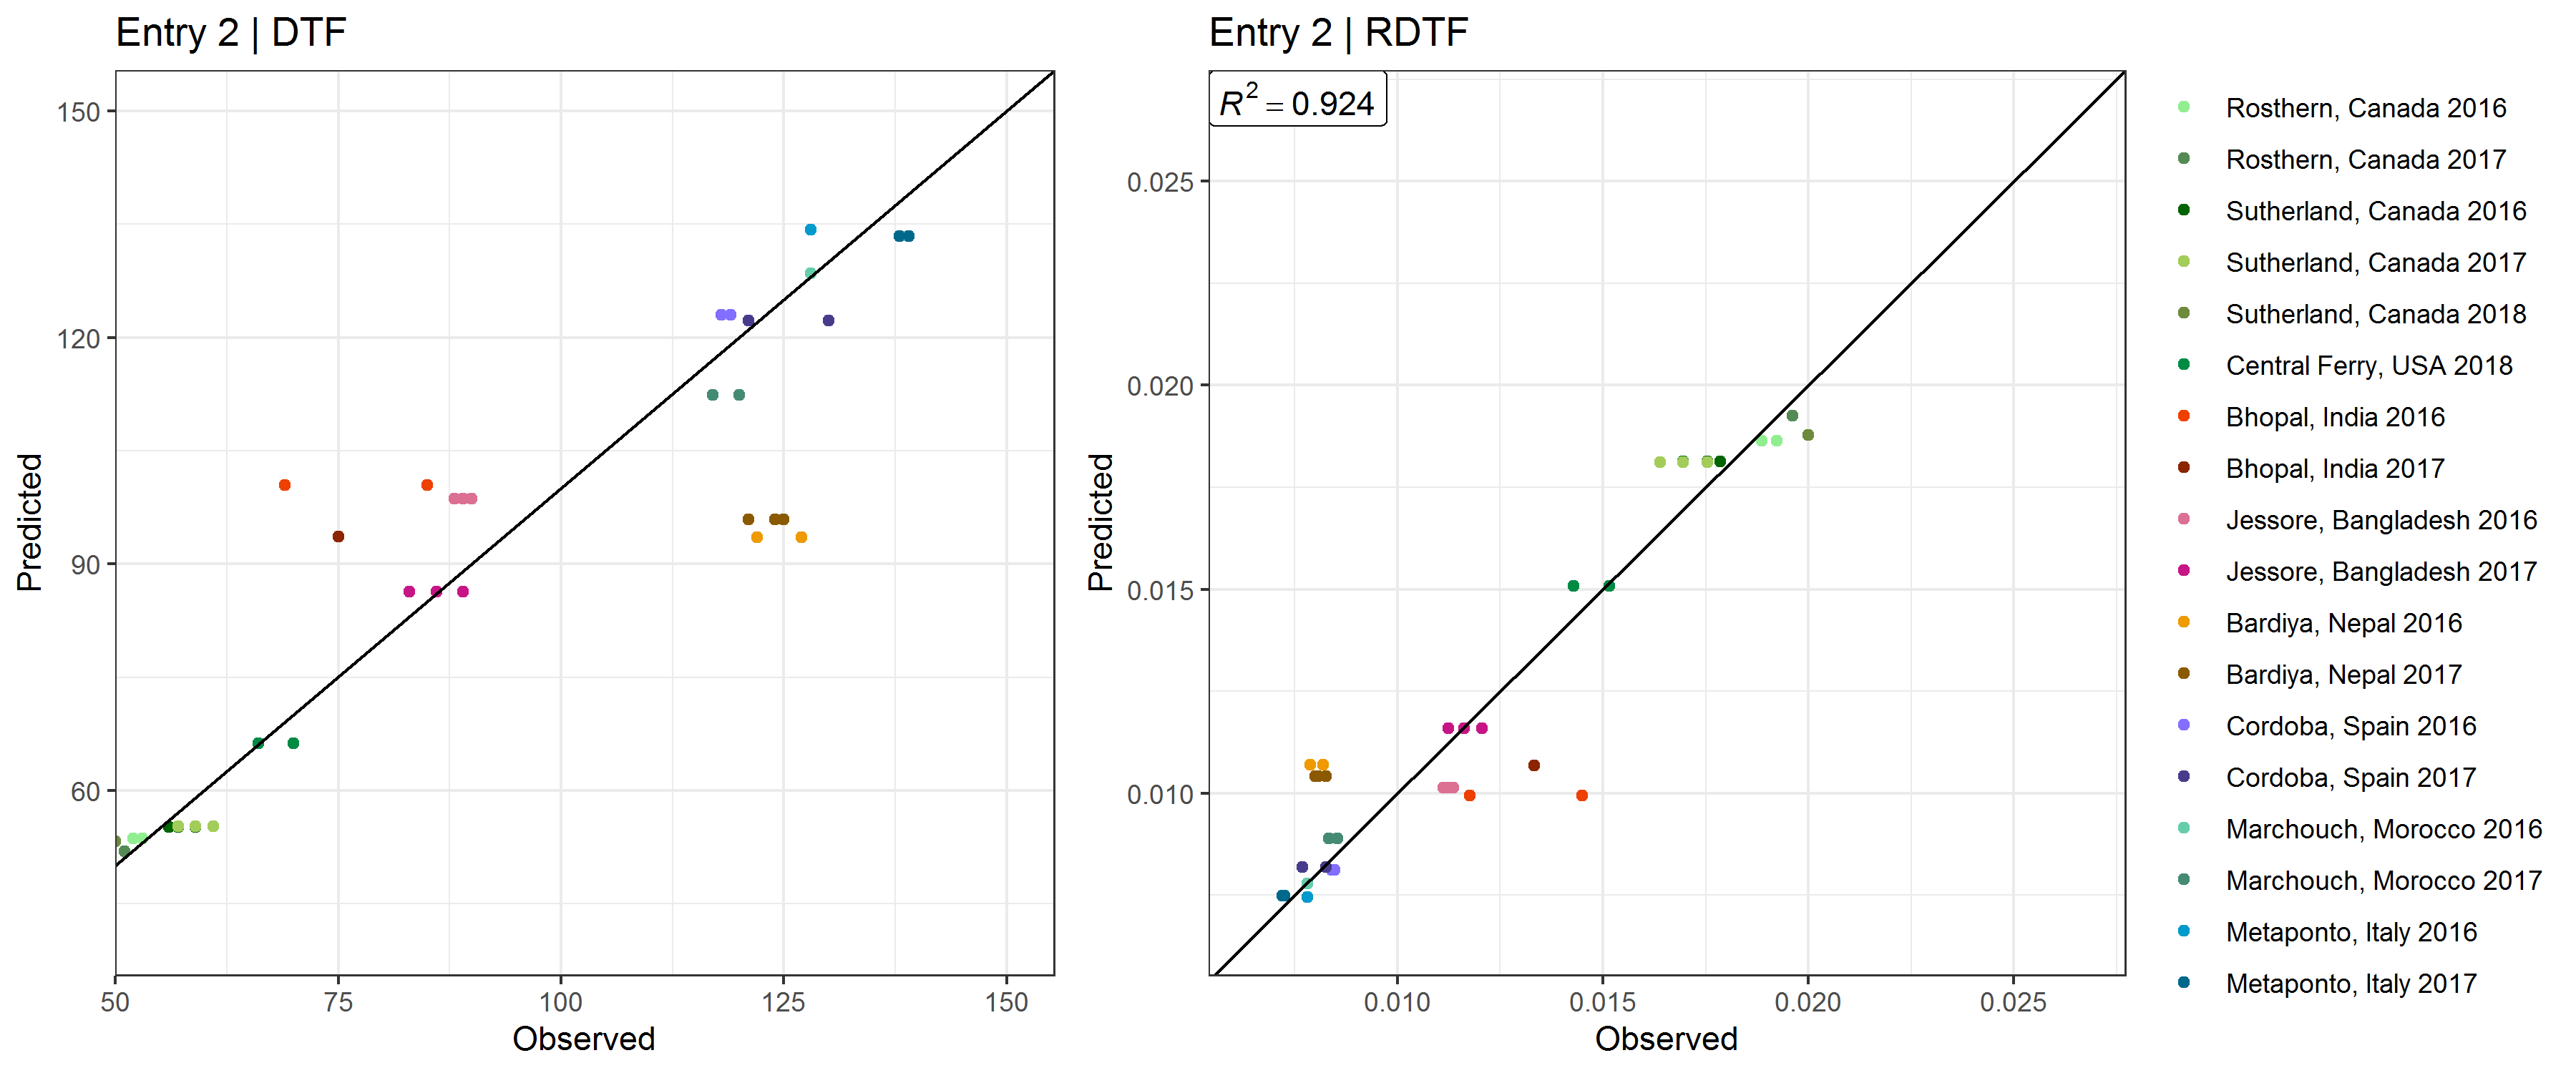 Entry 2 | DTF
150
120
90
60
Predicted
50
75
100
125
150
Observed
Entry 2 | RDTF
R² = 0.924
0.025
0.020
0.015
0.010
Predicted
0.010
0.015
0.020
0.025
Observed
Rosthern, Canada 2016
Rosthern, Canada 2017
Sutherland, Canada 2016
Sutherland, Canada 2017
Sutherland, Canada 2018
Central Ferry, USA 2018
Bhopal, India 2016
Bhopal, India 2017
Jessore, Bangladesh 2016
Jessore, Bangladesh 2017
Bardiya, Nepal 2016
Bardiya, Nepal 2017
Cordoba, Spain 2016
Cordoba, Spain 2017
Marchouch, Morocco 2016
Marchouch, Morocco 2017
Metaponto, Italy 2016
Metaponto, Italy 2017